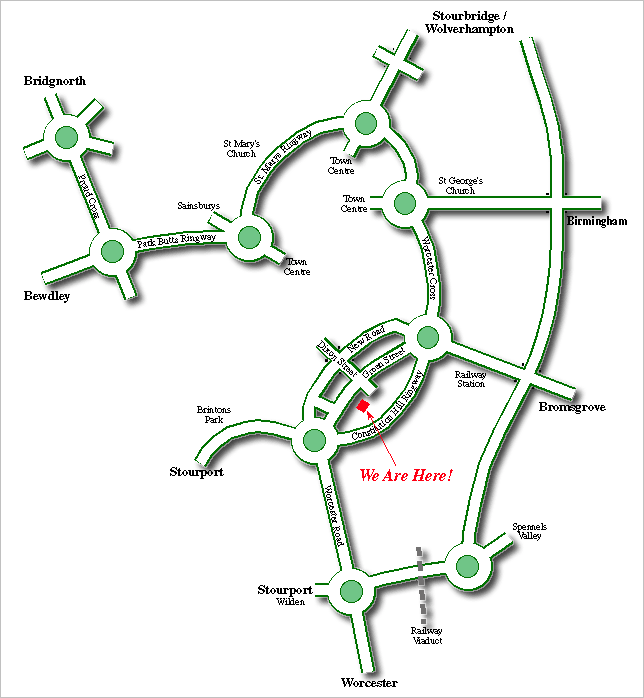 Stourbridge /
Wolverhampton
Bridgnorth
St Mary's
Church
St. Marys Ringway
Town
Centre
Proud Cross
St George's
Church
Sainsburys
Town
Centre
Birmingham
Park Butts Ringway
Town
Centre
Worcester Cross
Bewdley
New Road
Dixon Street
Green Street
Railway
Station
Constitution Hill Ringway
Bromsgrove
Brintons
Park
Stourport
We Are Here!
Worcester Road
Spennels
Valley
Stourport
Wilden
Railway
Viaduct
Worcester